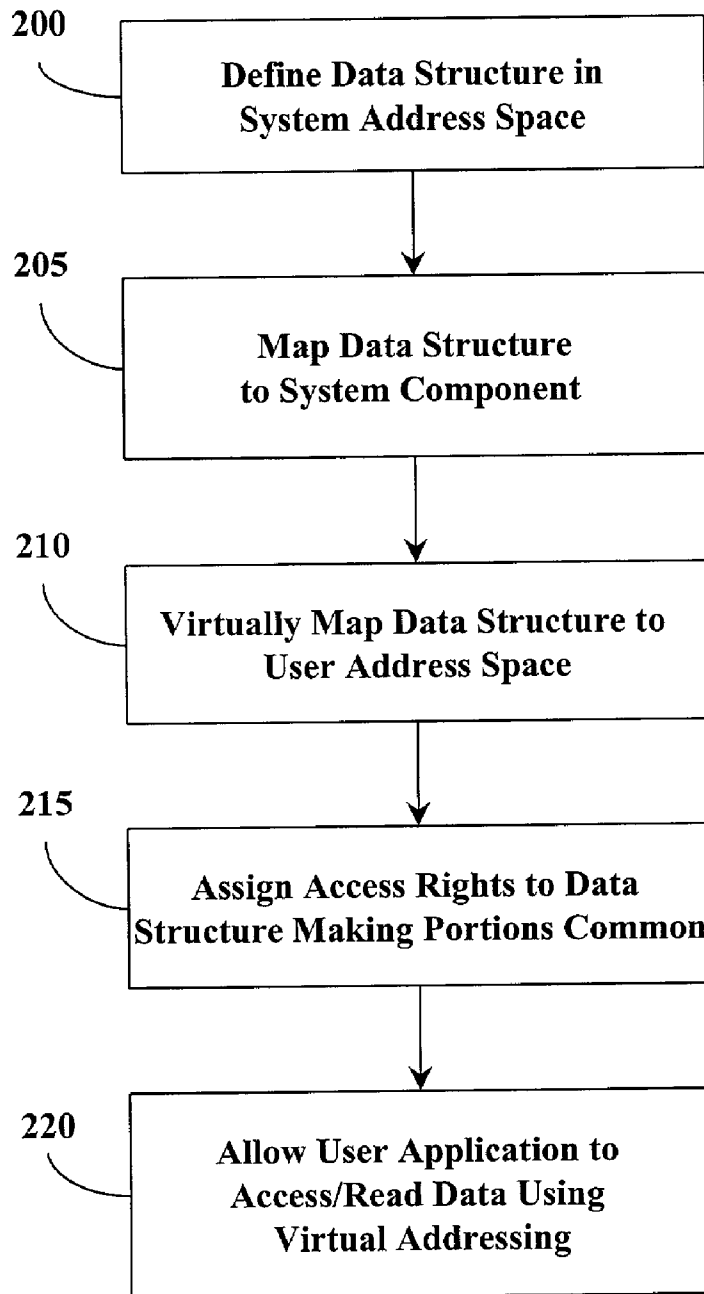 200
Define Data Structure in
System Address Space
205
Map Data Structure
to System Component
210
Virtually Map Data Structure to
User Address Space
215
Assign Access Rights to Data
Structure Making Portions Common
220
Allow User Application to
Access/Read Data Using
Virtual Addressing